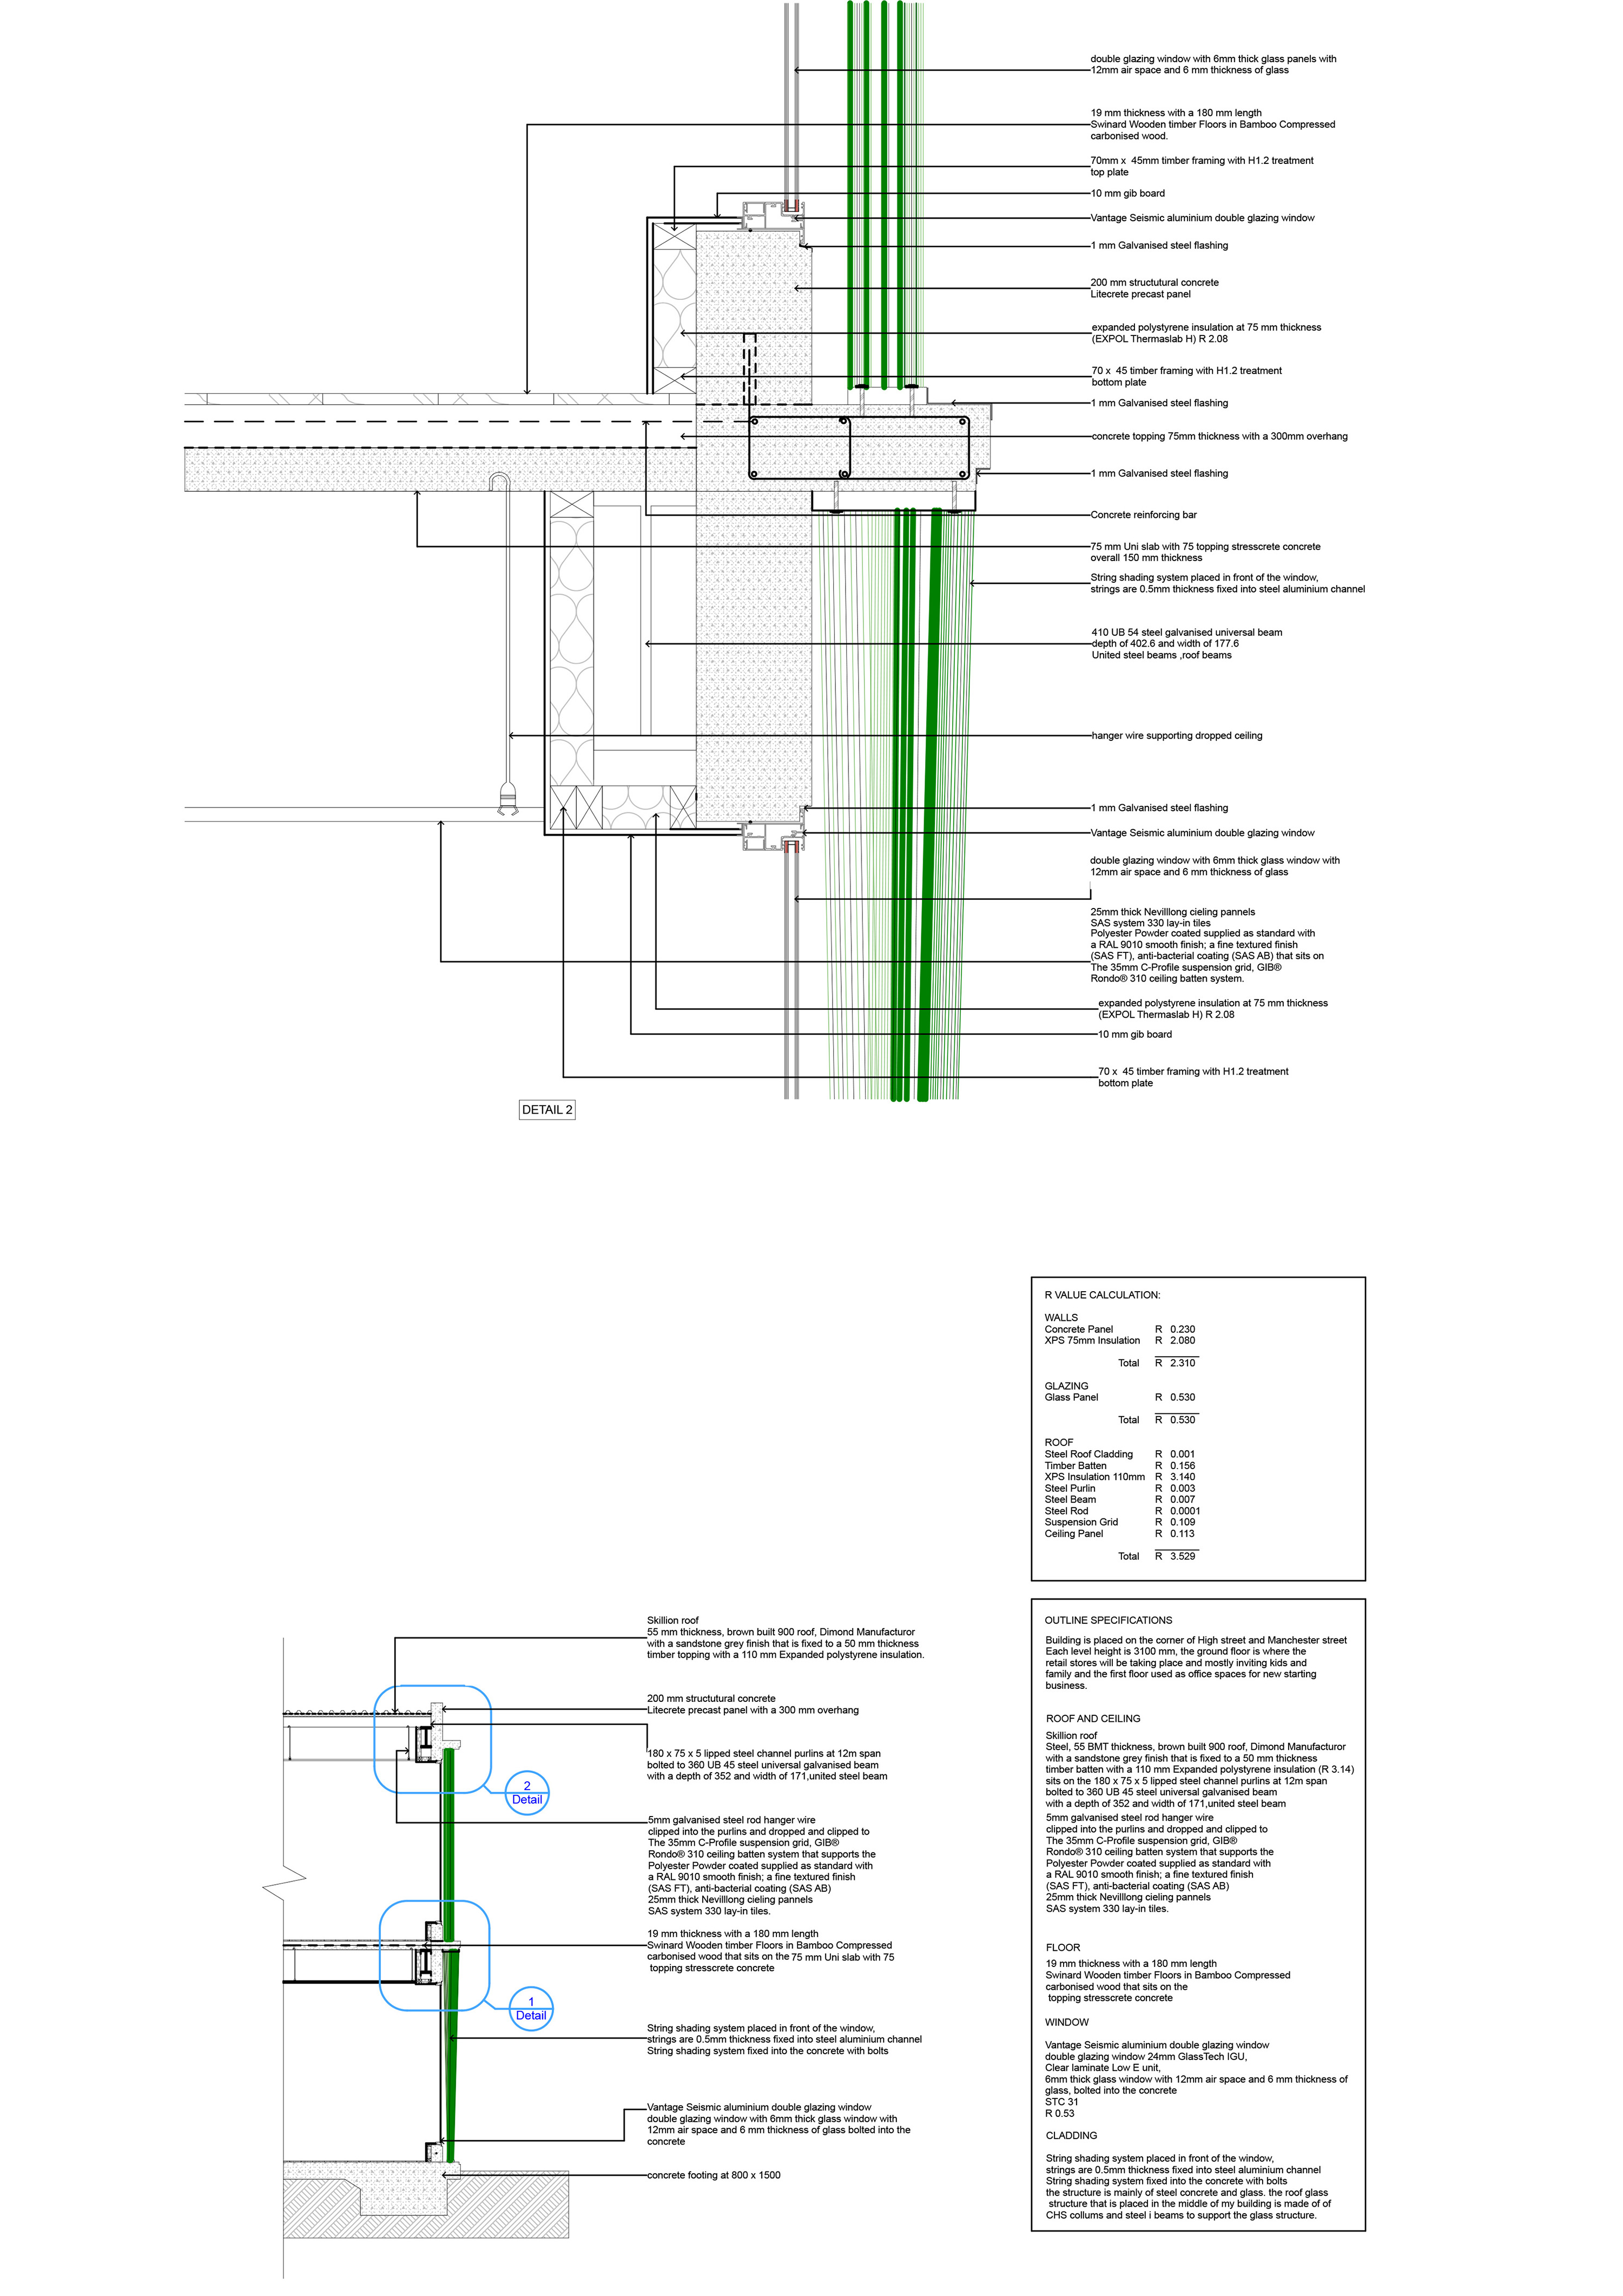 double glazing window with 6mm thick glass panels with
12mm air space and 6 mm thickness of glass
19 mm thickness with a 180 mm length
Swinard Wooden timber Floors in Bamboo Compressed
carbonised wood.
70mm x  45mm timber framing with H1.2 treatment
top plate
10 mm gib board
Vantage Seismic aluminium double glazing window
1 mm Galvanised steel flashing
200 mm structutural concrete
Litecrete precast panel
expanded polystyrene insulation at 75 mm thickness
(EXPOL Thermaslab H) R 2.08
70 x  45 timber framing with H1.2 treatment
bottom plate
1 mm Galvanised steel flashing
concrete topping 75mm thickness with a 300mm overhang
1 mm Galvanised steel flashing
Concrete reinforcing bar
75 mm Uni slab with 75 topping stresscrete concrete
overall 150 mm thickness
String shading system placed in front of the window,
strings are 0.5mm thickness fixed into steel aluminium channel
410 UB 54 steel galvanised universal beam
depth of 402.6 and width of 177.6
United steel beams ,roof beams
hanger wire supporting dropped ceiling
1 mm Galvanised steel flashing
Vantage Seismic aluminium double glazing window
double glazing window with 6mm thick glass window with
12mm air space and 6 mm thickness of glass
25mm thick Nevilllong cieling pannels
SAS system 330 lay-in tiles
Polyester Powder coated supplied as standard with
a RAL 9010 smooth finish; a fine textured finish
(SAS FT), anti-bacterial coating (SAS AB) that sits on
The 35mm C-Profile suspension grid, GIB®
Rondo® 310 ceiling batten system.
expanded polystyrene insulation at 75 mm thickness
(EXPOL Thermaslab H) R 2.08
10 mm gib board
70 x  45 timber framing with H1.2 treatment
bottom plate
DETAIL 2
R VALUE CALCULATION:
WALLS
Concrete Panel R 0.230
XPS 75mm Insulation R 2.080
Total R 2.310
GLAZING
Glass Panel R 0.530
Total R 0.530
ROOF
Steel Roof Cladding R 0.001
Timber Batten R 0.156
XPS Insulation 110mm R 3.140
Steel Purlin R 0.003
Steel Beam R 0.007
Steel Rod R 0.0001
Suspension Grid R 0.109
Ceiling Panel R 0.113
Total R 3.529
Skillion roof
55 mm thickness, brown built 900 roof, Dimond Manufacturor
with a sandstone grey finish that is fixed to a 50 mm thickness
timber topping with a 110 mm Expanded polystyrene insulation.
200 mm structutural concrete
Litecrete precast panel with a 300 mm overhang
180 x 75 x 5 lipped steel channel purlins at 12m span
bolted to 360 UB 45 steel universal galvanised beam
with a depth of 352 and width of 171,united steel beam
2
Detail
5mm galvanised steel rod hanger wire
clipped into the purlins and dropped and clipped to
The 35mm C-Profile suspension grid, GIB®
Rondo® 310 ceiling batten system that supports the
Polyester Powder coated supplied as standard with
a RAL 9010 smooth finish; a fine textured finish
(SAS FT), anti-bacterial coating (SAS AB)
25mm thick Nevilllong cieling pannels
SAS system 330 lay-in tiles.
19 mm thickness with a 180 mm length
Swinard Wooden timber Floors in Bamboo Compressed
carbonised wood that sits on the 75 mm Uni slab with 75
topping stresscrete concrete
1
Detail
String shading system placed in front of the window,
strings are 0.5mm thickness fixed into steel aluminium channel
String shading system fixed into the concrete with bolts
Vantage Seismic aluminium double glazing window
double glazing window with 6mm thick glass window with
12mm air space and 6 mm thickness of glass bolted into the
concrete
concrete footing at 800 x 1500
OUTLINE SPECIFICATIONS
Building is placed on the corner of High street and Manchester street
Each level height is 3100 mm, the ground floor is where the
retail stores will be taking place and mostly inviting kids and
family and the first floor used as office spaces for new starting
business.
ROOF AND CEILING
Skillion roof
Steel, 55 BMT thickness, brown built 900 roof, Dimond Manufacturor
with a sandstone grey finish that is fixed to a 50 mm thickness
timber batten with a 110 mm Expanded polystyrene insulation (R 3.14)
sits on the 180 x 75 x 5 lipped steel channel purlins at 12m span
bolted to 360 UB 45 steel universal galvanised beam
with a depth of 352 and width of 171,united steel beam
5mm galvanised steel rod hanger wire
clipped into the purlins and dropped and clipped to
The 35mm C-Profile suspension grid, GIB®
Rondo® 310 ceiling batten system that supports the
Polyester Powder coated supplied as standard with
a RAL 9010 smooth finish; a fine textured finish
(SAS FT), anti-bacterial coating (SAS AB)
25mm thick Nevilllong cieling pannels
SAS system 330 lay-in tiles.
FLOOR
19 mm thickness with a 180 mm length
Swinard Wooden timber Floors in Bamboo Compressed
carbonised wood that sits on the
topping stresscrete concrete
WINDOW
Vantage Seismic aluminium double glazing window
double glazing window 24mm GlassTech IGU,
Clear laminate Low E unit,
6mm thick glass window with 12mm air space and 6 mm thickness of
glass, bolted into the concrete
STC 31
R 0.53
CLADDING
String shading system placed in front of the window,
strings are 0.5mm thickness fixed into steel aluminium channel
String shading system fixed into the concrete with bolts
the structure is mainly of steel concrete and glass. the roof glass
structure that is placed in the middle of my building is made of of
CHS collums and steel i beams to support the glass structure.